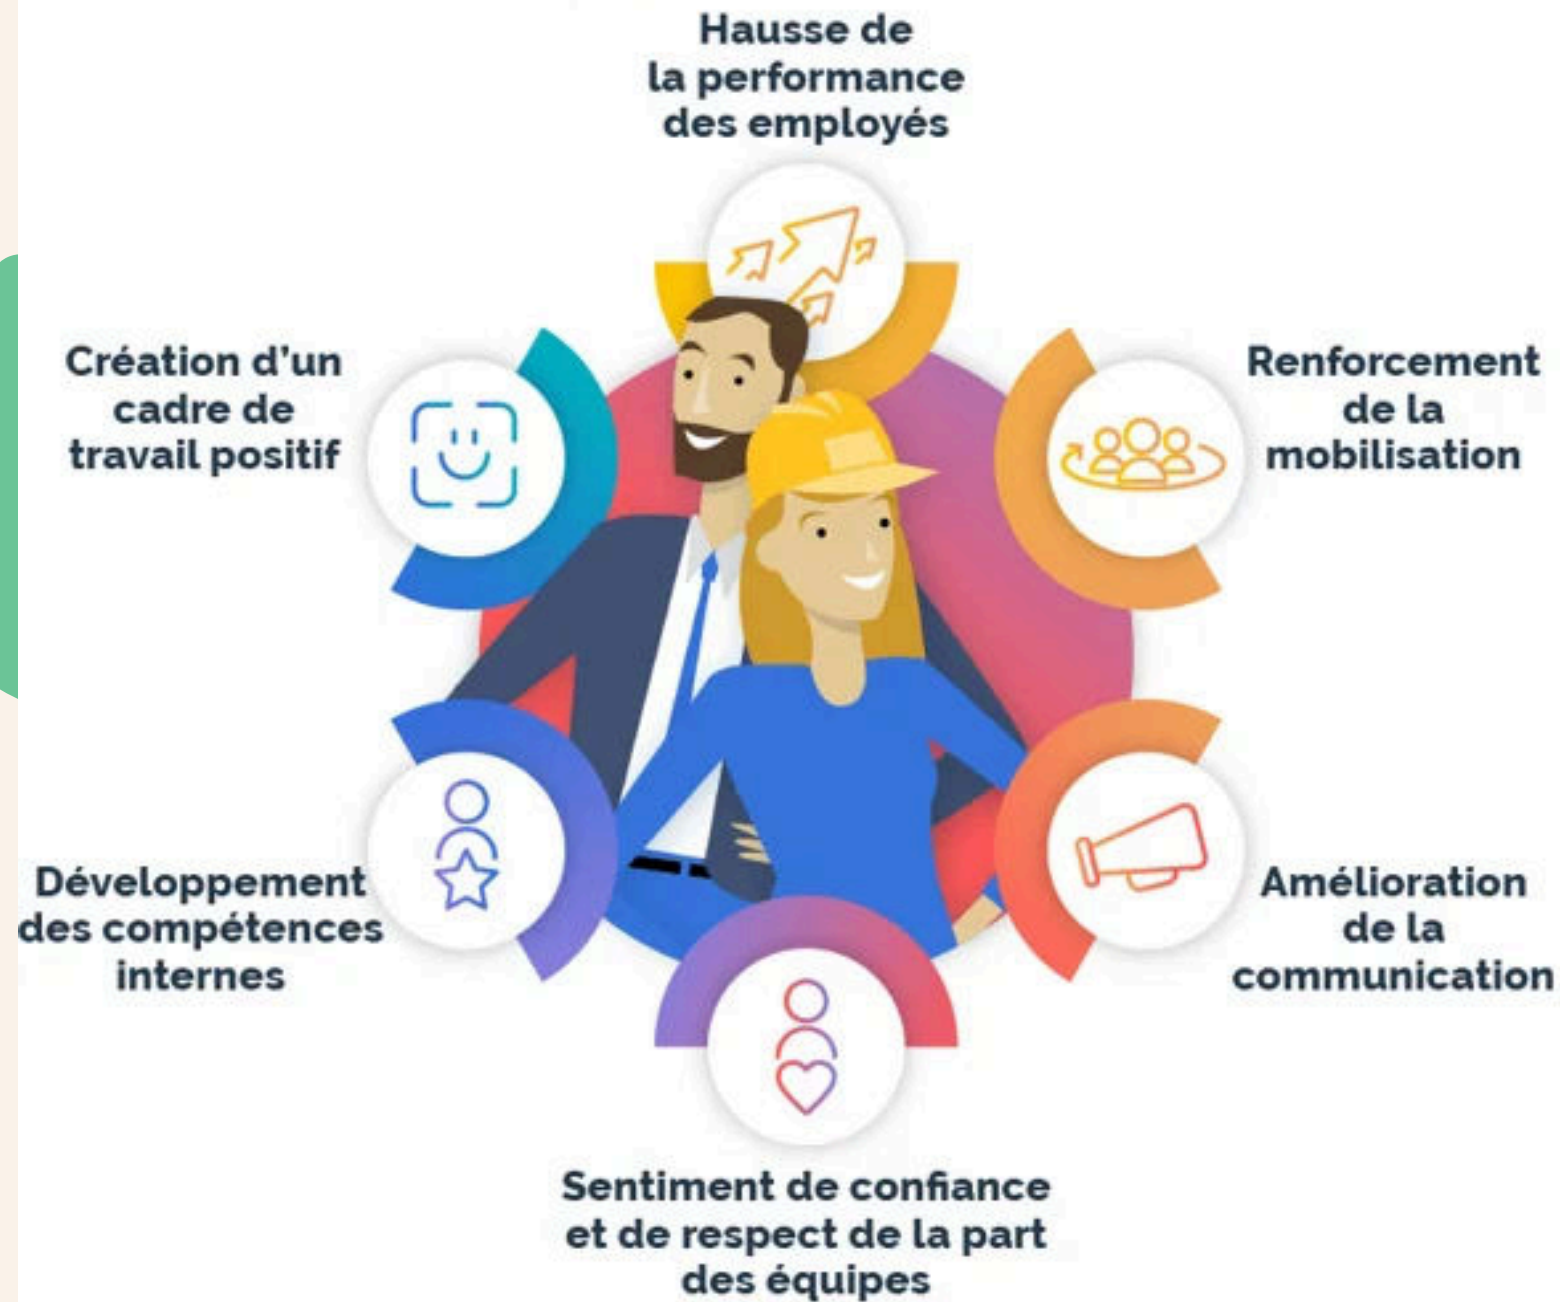 Hausse de
la performance
des employés
Création d'un
cadre de
travail positif
Renforcement
de la
mobilisation
Développement
des compétences
internes
Amélioration
de la
communication
Sentiment de confiance
et de respect de la part
des équipes